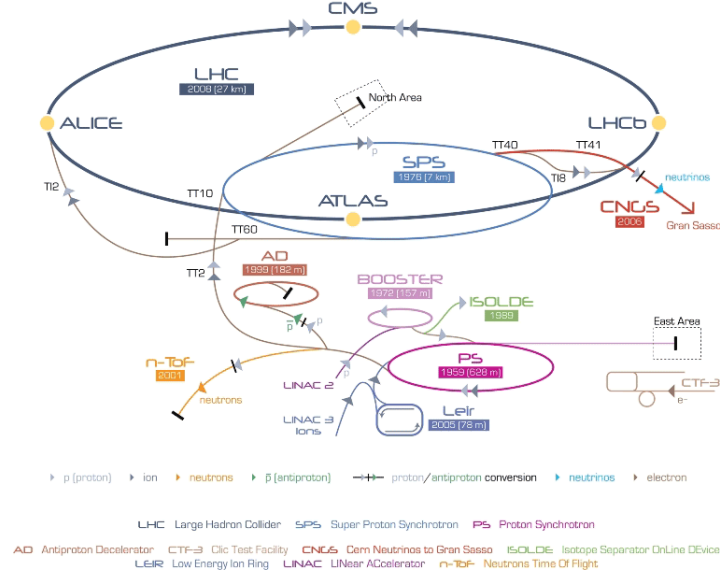 CMS
LHC
2008 (27 km)
North Area
ALICE
LHCb
TT40
TT41
SPS
1976 (7 km)
p
TI8
neutrinos
TI2
TT10
ATLAS
CNGS
2006
Gran Sasso
TT60
AD
1999 (182 m)
TT2
BOOSTER
1972 (157 m)
ISOLDE
1989
p
p̅
East Area
n-ToF
2001
PS
1959 (628 m)
neutrons
LINAC 2
p
CTF-3
e-
LINAC 3
Ions
Leir
2005 (78 m)
p (proton)
ion
neutrons
p̅ (antiproton)
proton/antiproton conversion
neutrinos
electron
LHC Large Hadron Collider SPS Super Proton Synchrotron PS Proton Synchrotron
AD Antiproton Decelerator CTF-3 Clic Test Facility CNGS Cern Neutrinos to Gran Sasso ISOLDE Isotope Separator OnLine DEvice
LEIR Low Energy Ion Ring LINAC LINear ACcelerator n-ToF Neutrons Time Of Flight